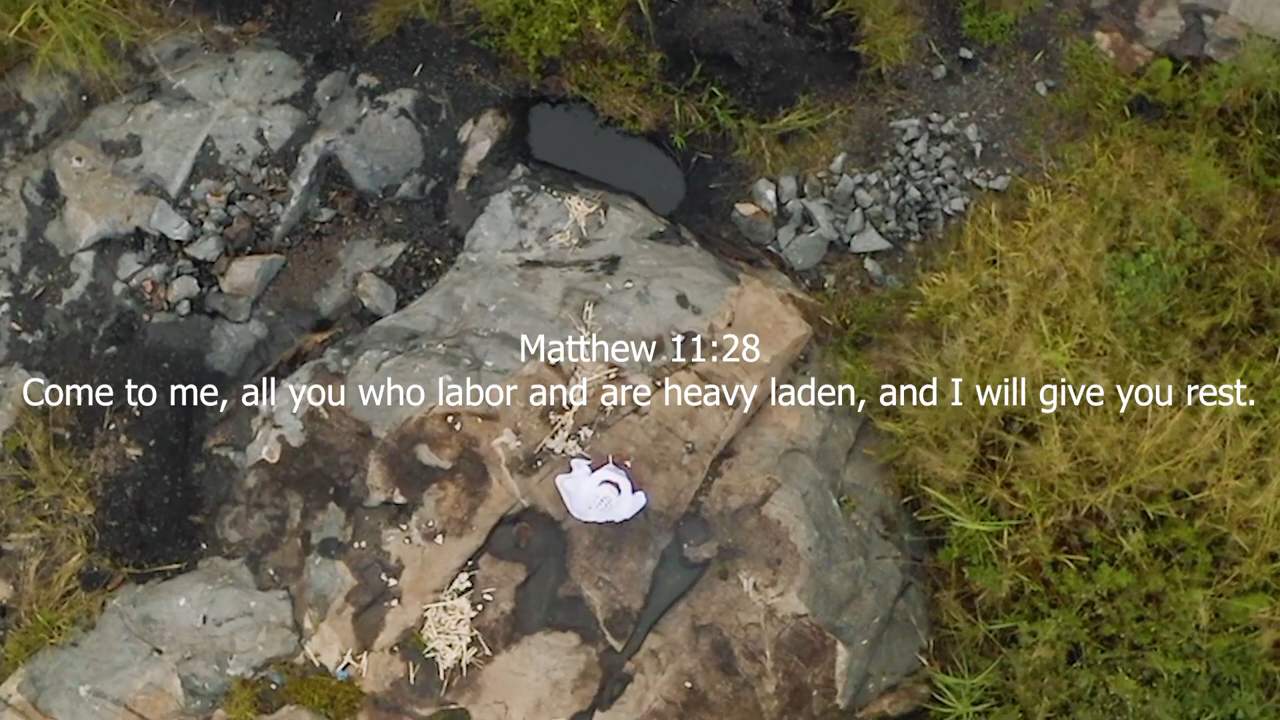 Matthew 11:28
Come to me, all you who labor and are heavy laden, and I will give you rest.